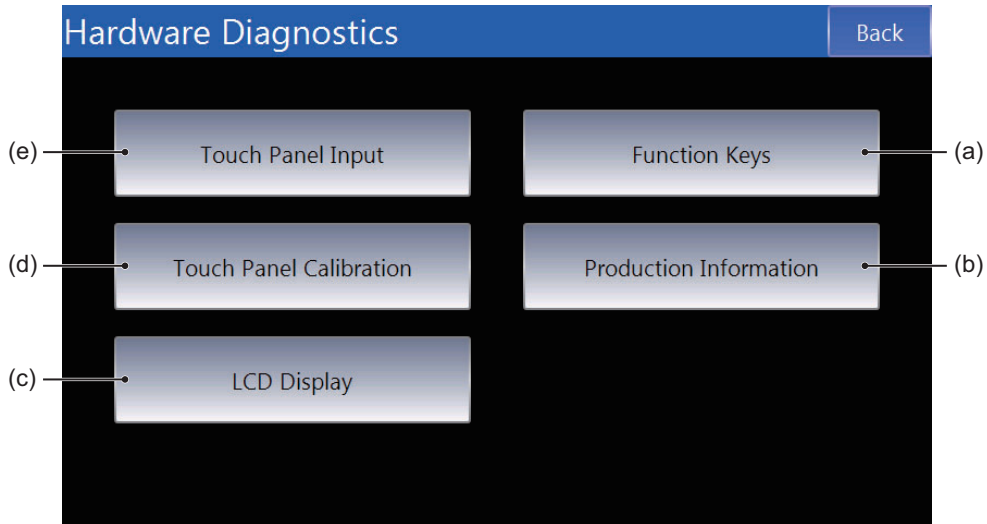 Hardware Diagnostics Back
(e) Touch Panel Input Function Keys (a)
(d) Touch Panel Calibration Production Information (b)
(c) LCD Display